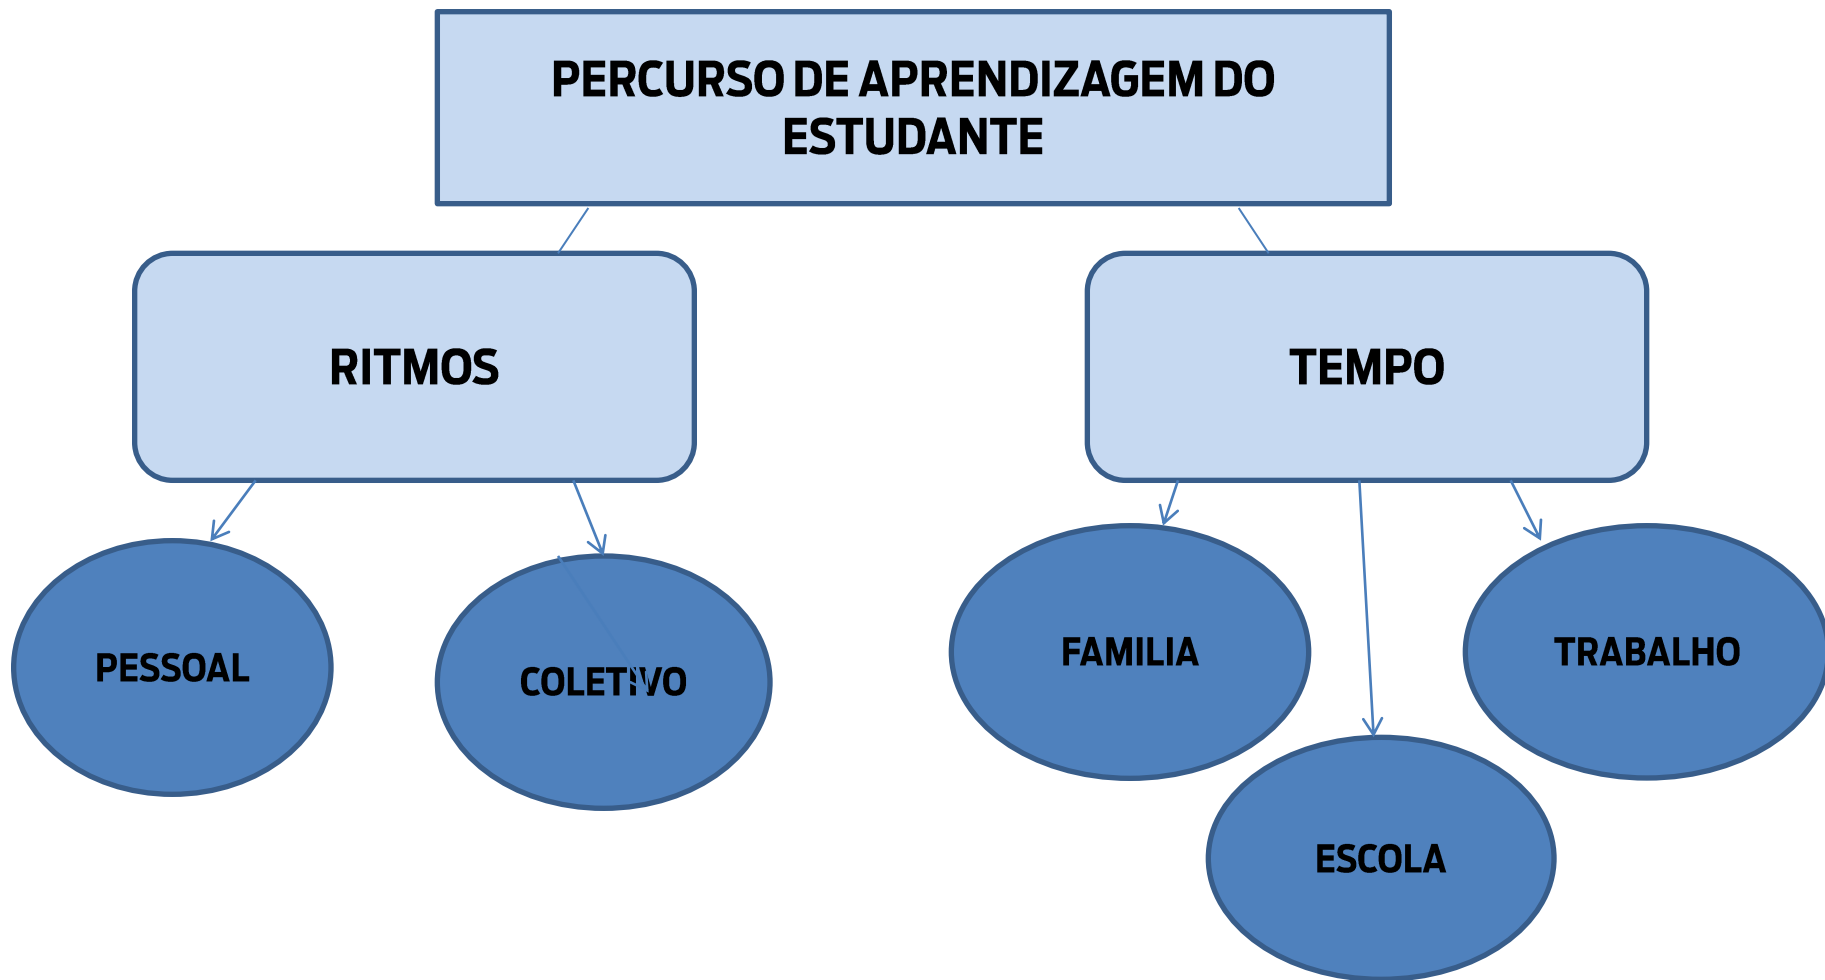 PERCURSO DE APRENDIZAGEM DO
ESTUDANTE
RITMOS
TEMPO
PESSOAL
COLETIVO
FAMILIA
TRABALHO
ESCOLA